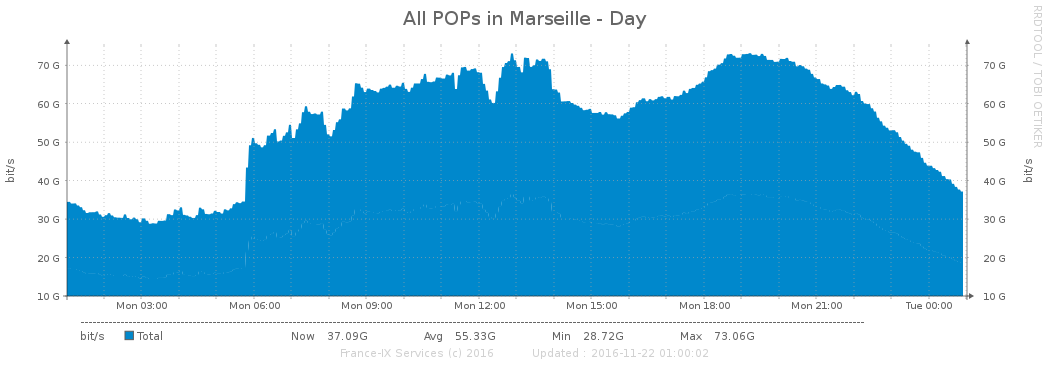 All POPs in Marseille - Day
RRDTOOL / TOBI OETIKER
bit/s
70 G
60 G
50 G
40 G
30 G
20 G
10 G
70 G
60 G
50 G
40 G
30 G
20 G
10 G
bit/s
Mon 03:00 Mon 06:00 Mon 09:00 Mon 12:00 Mon 15:00 Mon 18:00 Mon 21:00 Tue 00:00
bit/s Total Now 37.09G Avg 55.33G Min 28.72G Max 73.06G
France-IX Services (c) 2016 Updated : 2016-11-22 01:00:02